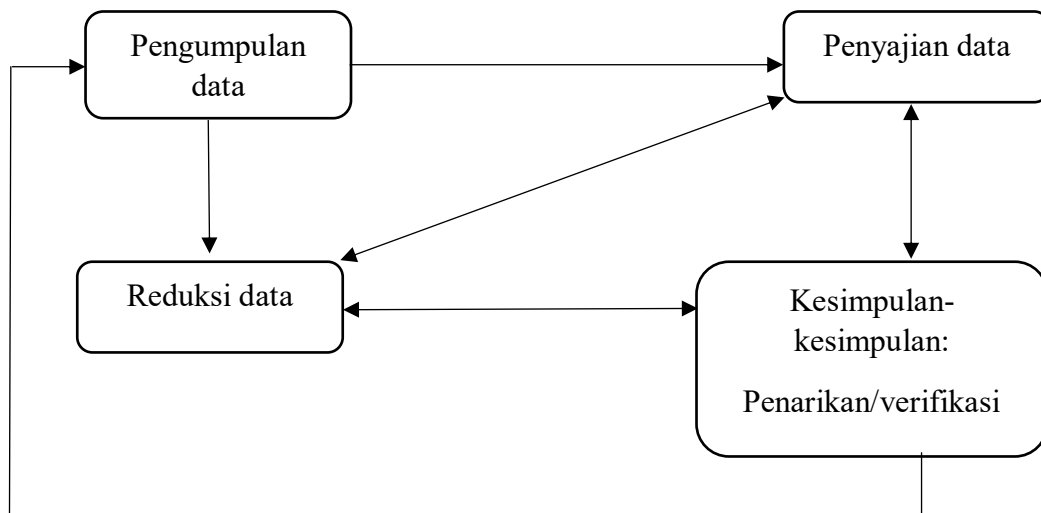 Pengumpulan
data
Penyajian data
Reduksi data
Kesimpulan-
kesimpulan:
Penarikan/verifikasi